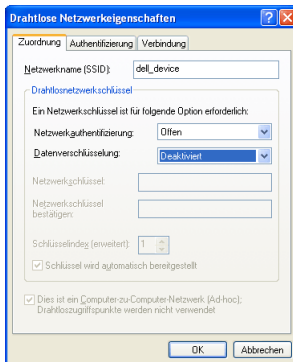 Drahtlose Netzwerkeigenschaften
Zuordnung Authentifizierung Verbindung
Netzwerkname (SSID): dell_device
Drahtlosnetzwerkschlüssel
Ein Netzwerkschlüssel ist für folgende Option erforderlich:
Netzwerkauthentifizierung: Offen
Datenverschlüsselung: Deaktiviert
Netzwerkschlüssel:
Netzwerkschlüssel
bestätigen:
Schlüsselindex (erweitert): 1
Schlüssel wird automatisch bereitgestellt
Dies ist ein Computer-zu-Computer-Netzwerk (Ad-hoc);
Drahtloszugriffspunkte werden nicht verwendet
OK Abbrechen